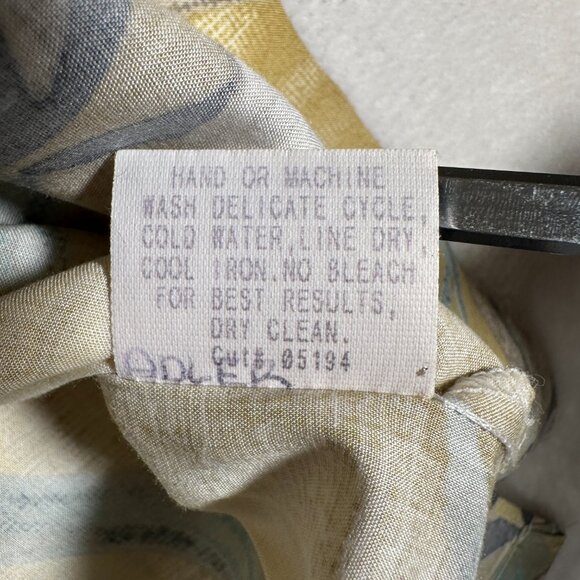 HAND OR MACHINE
WASH DELICATE CYCLE,
COLD WATER,LINE DRY
COOL IRON.NO BLEACH
FOR BEST RESULTS,
DRY CLEAN.
Cut# 05194
ADLER